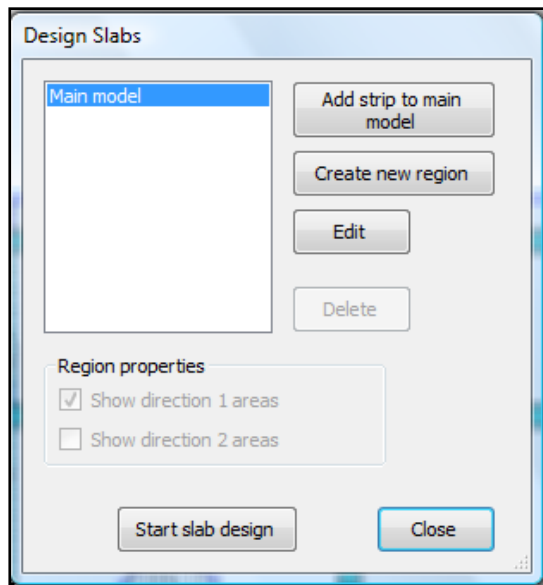 Design Slabs
Main model
Add strip to main
model
Create new region
Edit
Delete
Region properties
Show direction 1 areas
Show direction 2 areas
Start slab design
Close